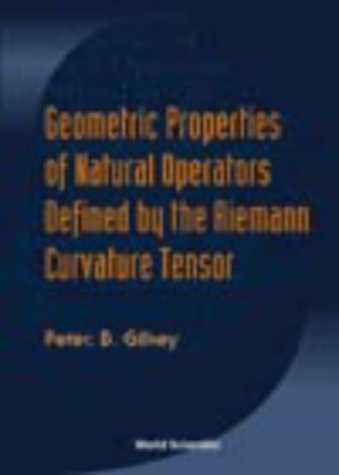 Geometric Properties
of Natural Operators
Defined by the Riemann
Curvature Tensor
Peter. B. Gilkey
World Scientific